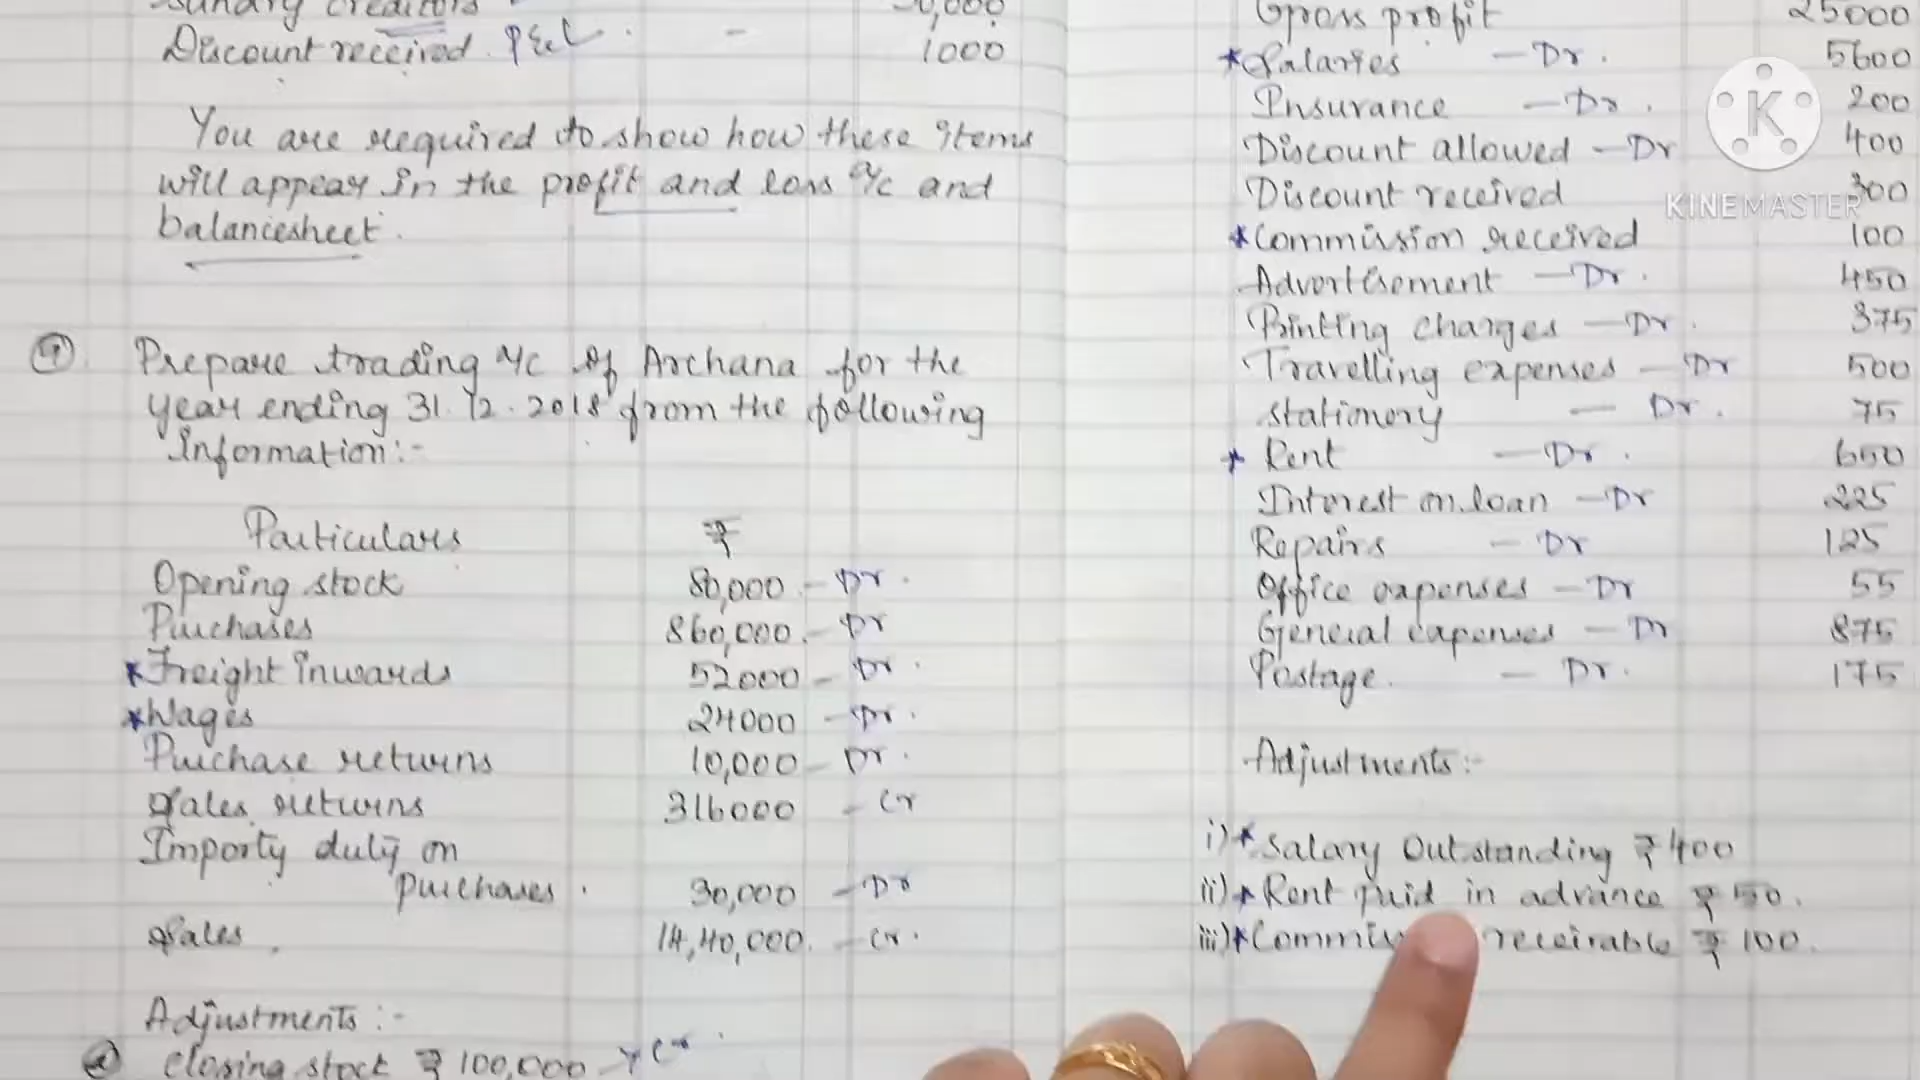 Sundry creditors
Discount received P&L - 1000
You are required to show how these items
will appear in the profit and loss a/c and
balancesheet.
9. Prepare trading a/c of Archana for the
year ending 31.12.2018 from the following
information:-
Particulars ₹
Opening stock 80,000 - Dr.
Purchases 860,000. - Dr
*Freight inwards 52000 - Dr.
*Wages 24000 - Dr.
Purchase returns 10,000 - Dr.
Sales returns 316000 - Cr
Importy duty on
purchases. 30,000 - Dr
Sales. 14,40,000. - Cr.
Adjustments :-
closing stock ₹ 100,000 Cr
Gross profit 25000
*Salaries - Dr. 5600
Insurance - Dr. 200
Discount allowed - Dr 400
Discount received 300
*Commission received 100
Advertisement - Dr. 450
Printing charges - Dr. 375
Travelling expenses - Dr 500
stationery - Dr. 75
* Rent - Dr. 650
Interest on loan - Dr 225
Repairs - Dr 125
Office expenses - Dr 55
General expenses - Dr 875
Postage. - Dr. 175
Adjustments :-
i)* Salary Outstanding ₹400
ii)* Rent paid in advance ₹ 50.
iii)* receivable ₹ 100.
K
KINEMASTER